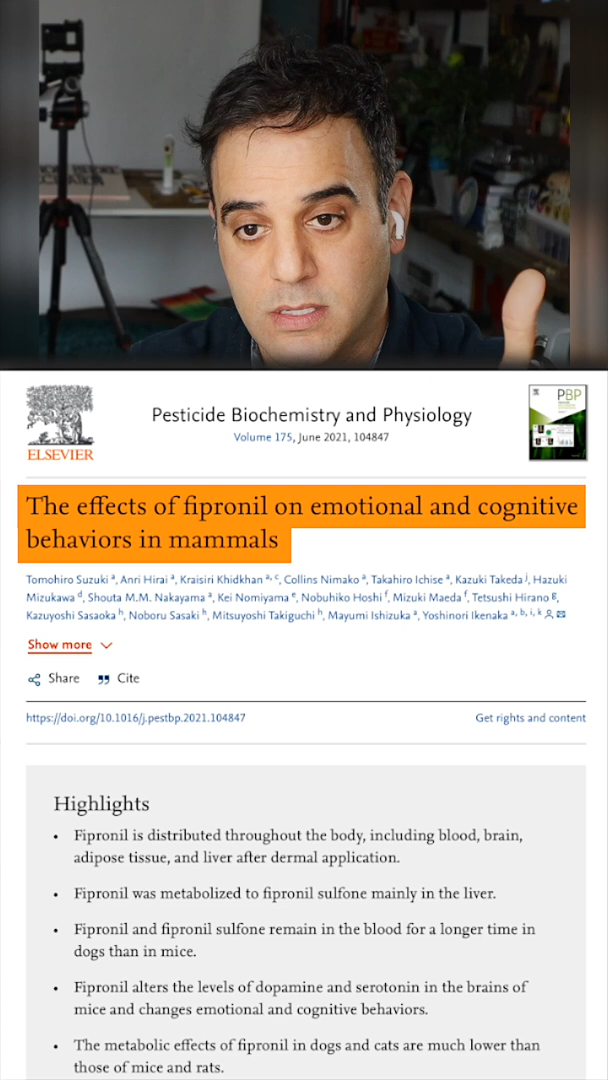 Pesticide Biochemistry and Physiology
Volume 175, June 2021, 104847
ELSEVIER
PBP
The effects of fipronil on emotional and cognitive
behaviors in mammals
Tomohiro Suzuki a, Anri Hirai a, Kraisiri Khidkhan a, c, Collins Nimako a, Takahiro Ichise a, Kazuki Takeda j, Hazuki
Mizukawa d, Shouta M.M. Nakayama a, Kei Nomiyama e, Nobuhiko Hoshi f, Mizuki Maeda f, Tetsushi Hirano g,
Kazuyoshi Sasaoka h, Noboru Sasaki h, Mitsuyoshi Takiguchi h, Mayumi Ishizuka a, Yoshinori Ikenaka a, b, i, k
Show more
Share Cite
https://doi.org/10.1016/j.pestbp.2021.104847 Get rights and content
Highlights
• Fipronil is distributed throughout the body, including blood, brain,
adipose tissue, and liver after dermal application.
• Fipronil was metabolized to fipronil sulfone mainly in the liver.
• Fipronil and fipronil sulfone remain in the blood for a longer time in
dogs than in mice.
• Fipronil alters the levels of dopamine and serotonin in the brains of
mice and changes emotional and cognitive behaviors.
• The metabolic effects of fipronil in dogs and cats are much lower than
those of mice and rats.